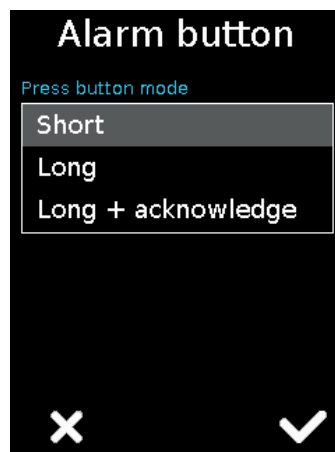 Alarm button
Press button mode
Short
Long
Long + acknowledge